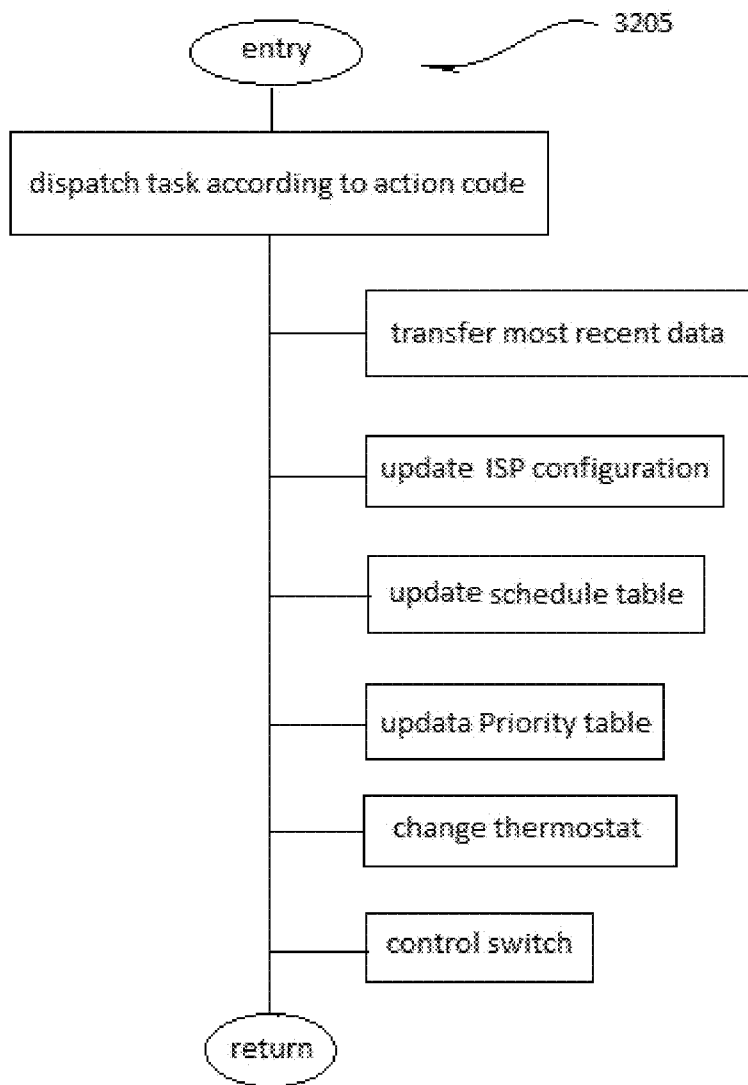 3205
entry
dispatch task according to action code
transfer most recent data
update ISP configuration
update schedule table
updata Priority table
change thermostat
control switch
return